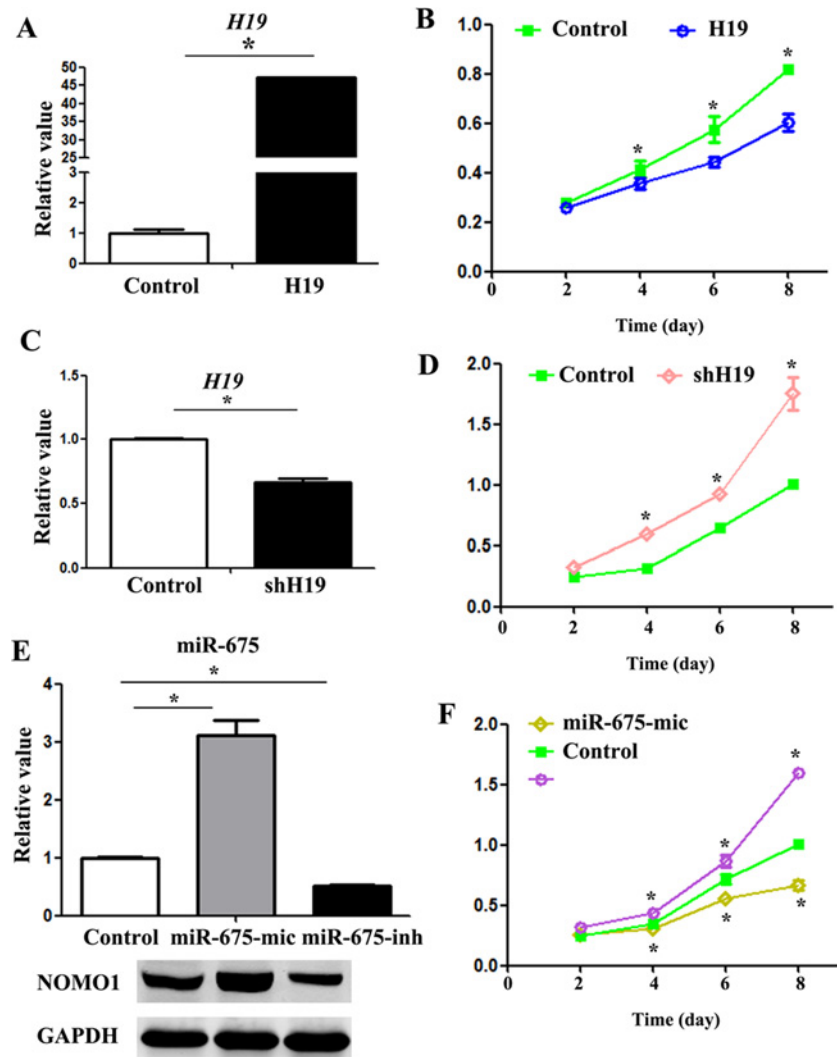 A
H19
*
Relative value
50
45
40
35
30
25
3
2
1
0
Control
H19
B
Control
H19
1.0
0.8
0.6
0.4
0.2
0.0
*
*
*
0
2
4
6
8
Time (day)
C
H19
*
Relative value
1.5
1.0
0.5
0.0
Control
shH19
D
Control
shH19
2.0
1.5
1.0
0.5
0.0
*
*
*
0
2
4
6
8
Time (day)
E
miR-675
*
*
Relative value
4
3
2
1
0
Control
miR-675-mic
miR-675-inh
NOMO1
GAPDH
F
miR-675-mic
Control
2.0
1.5
1.0
0.5
0.0
*
*
*
*
*
*
0
2
4
6
8
Time (day)